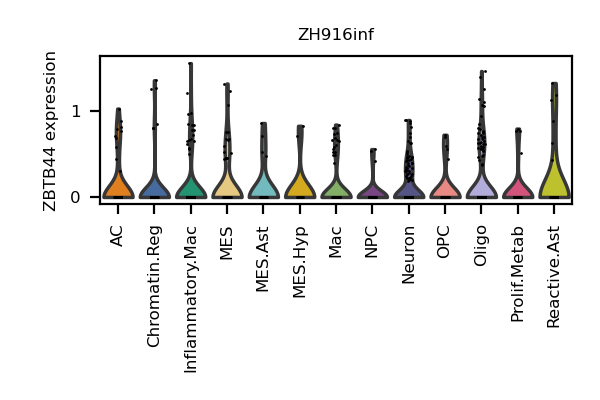 ZH916inf
ZBTB44 expression
1
0
AC
Chromatin.Reg
Inflammatory.Mac
MES
MES.Ast
MES.Hyp
Mac
NPC
Neuron
OPC
Oligo
Prolif.Metab
Reactive.Ast